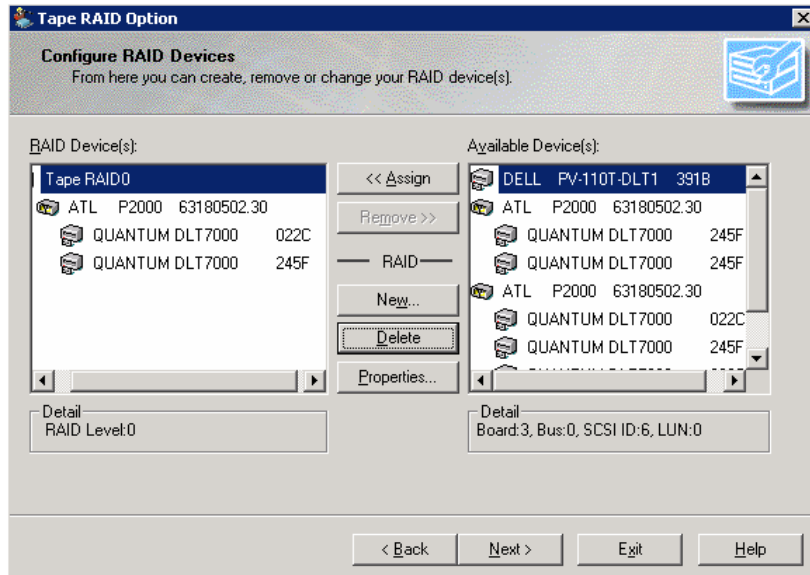 Tape RAID Option
Configure RAID Devices
From here you can create, remove or change your RAID device(s).
RAID Device(s):
Tape RAID0
ATL P2000 63180502.30
QUANTUM DLT7000 022C
QUANTUM DLT7000 245F
<< Assign
Remove >>
RAID
New...
Delete
Properties...
Available Device(s):
DELL PV-110T-DLT1 391B
ATL P2000 63180502.30
QUANTUM DLT7000 245F
QUANTUM DLT7000 245F
ATL P2000 63180502.30
QUANTUM DLT7000 022C
QUANTUM DLT7000 245F
Detail
RAID Level:0
Detail
Board:3, Bus:0, SCSI ID:6, LUN:0
< Back
Next >
Exit
Help